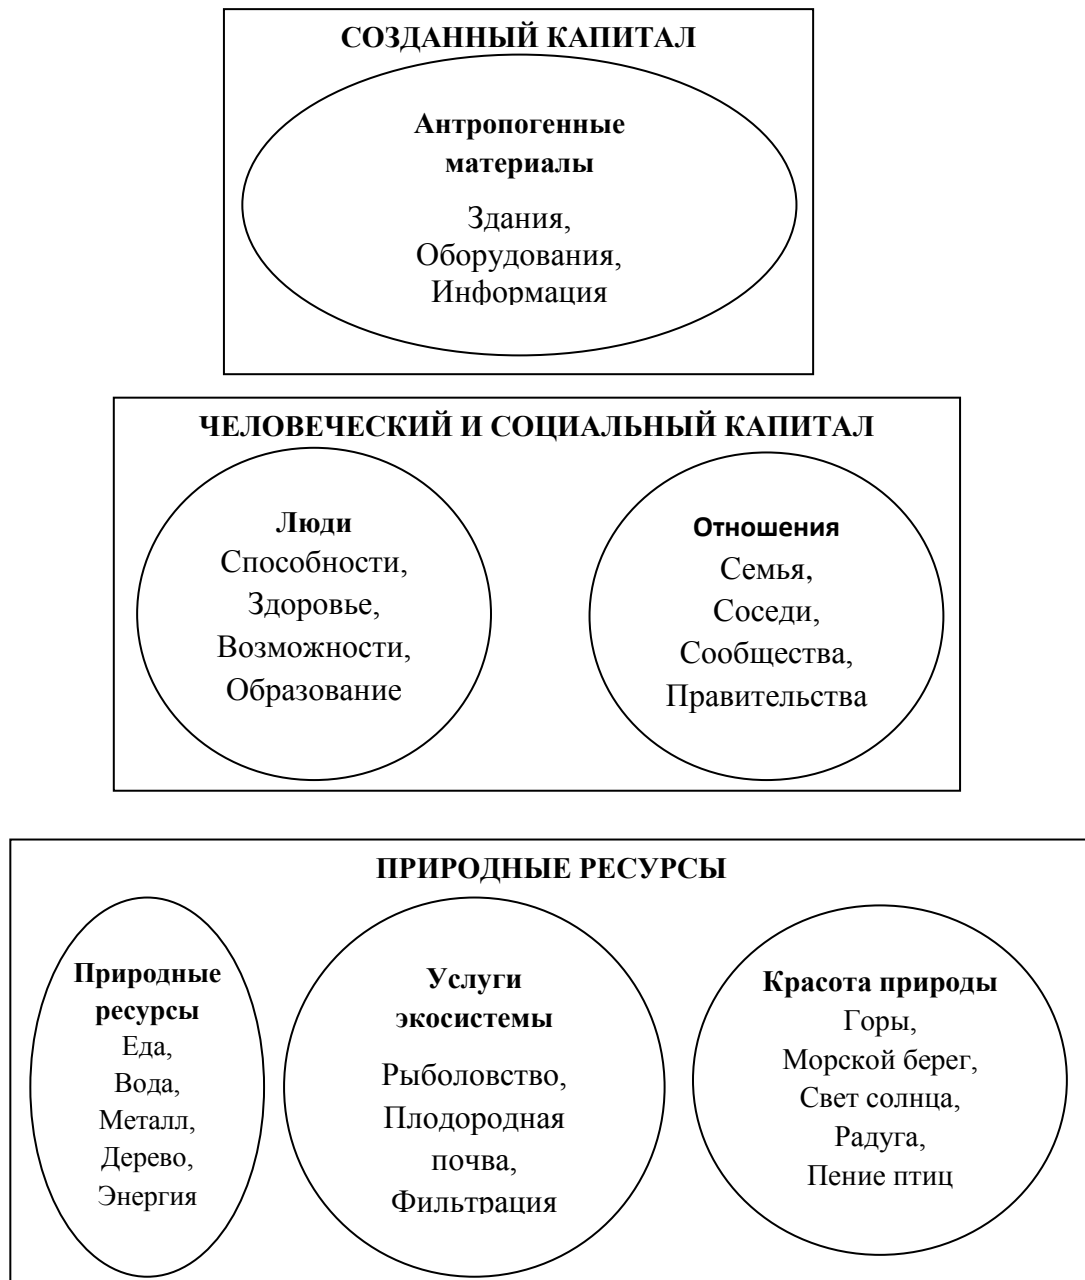 СОЗДАННЫЙ КАПИТАЛ
Антропогенные
материалы
Здания,
Оборудования,
Информация
ЧЕЛОВЕЧЕСКИЙ И СОЦИАЛЬНЫЙ КАПИТАЛ
Люди
Способности,
Здоровье,
Возможности,
Образование
Отношения
Семья,
Соседи,
Сообщества,
Правительства
ПРИРОДНЫЕ РЕСУРСЫ
Природные
ресурсы
Еда,
Вода,
Металл,
Дерево,
Энергия
Услуги
экосистемы
Рыболовство,
Плодородная
почва,
Фильтрация
Красота природы
Горы,
Морской берег,
Свет солнца,
Радуга,
Пение птиц